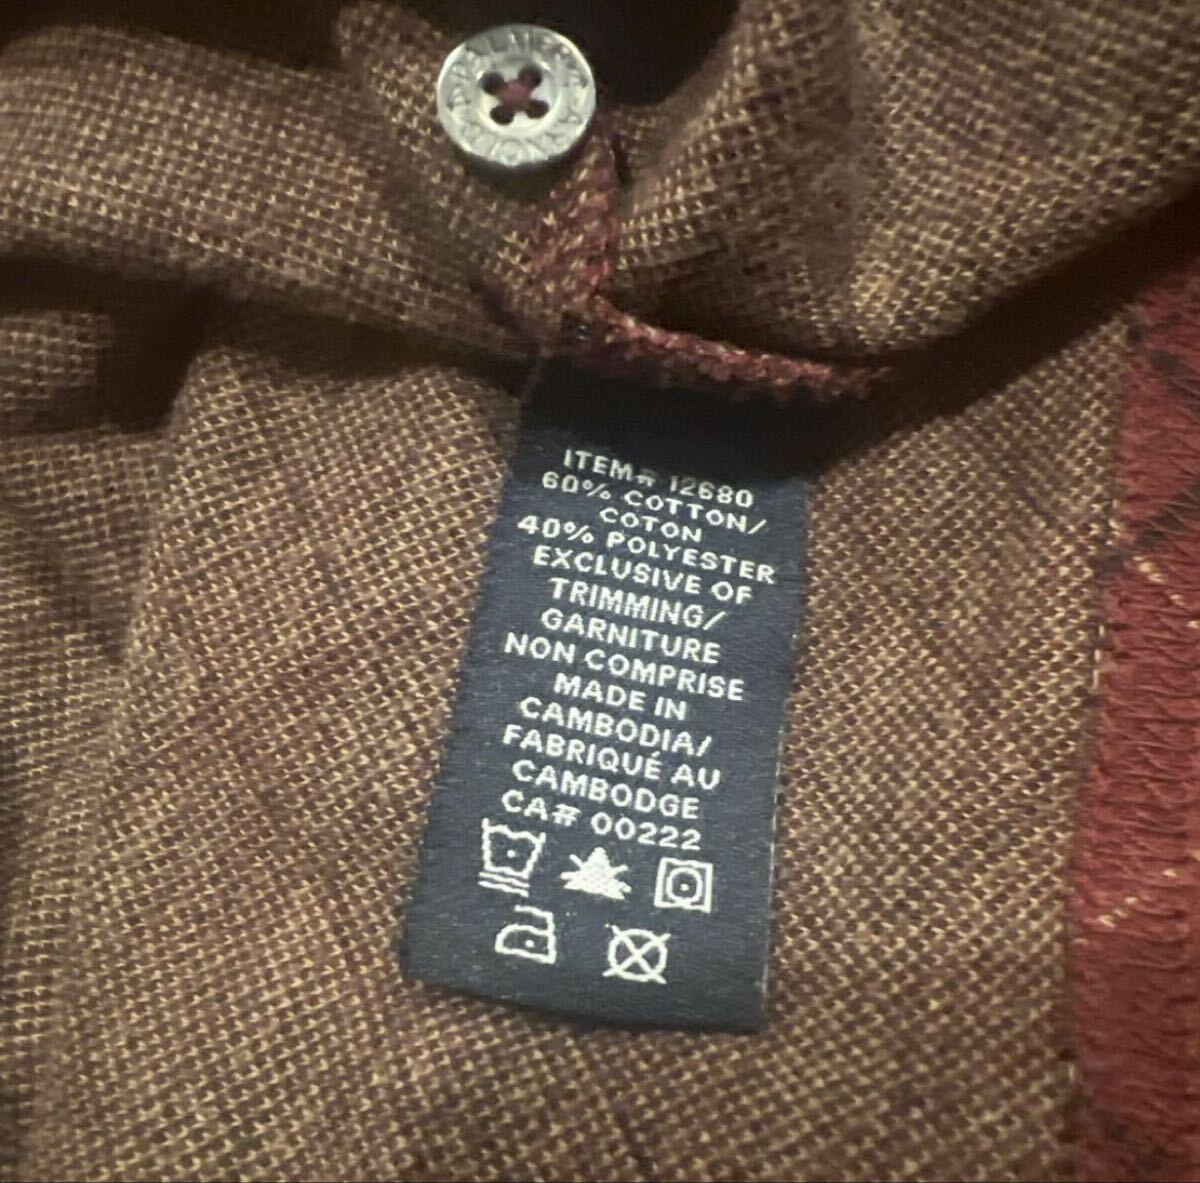 ITEM# 12680
60% COTTON/
COTON
40% POLYESTER
EXCLUSIVE OF
TRIMMING/
GARNITURE
NON COMPRISE
MADE IN
CAMBODIA/
FABRIQUÉ AU
CAMBODGE
CA# 00222